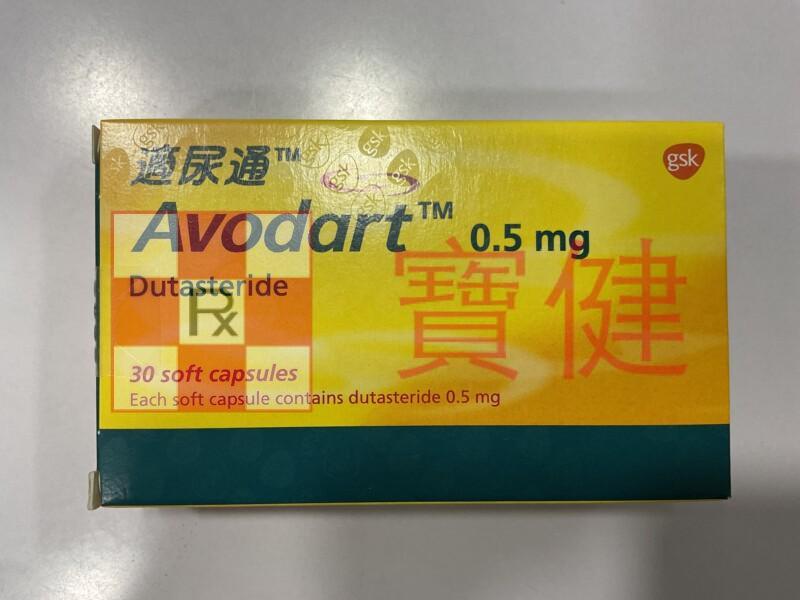 適尿通™
gsk
Avodart™ 0.5 mg
Dutasteride
Rx
寶健
30 soft capsules
Each soft capsule contains dutasteride 0.5 mg